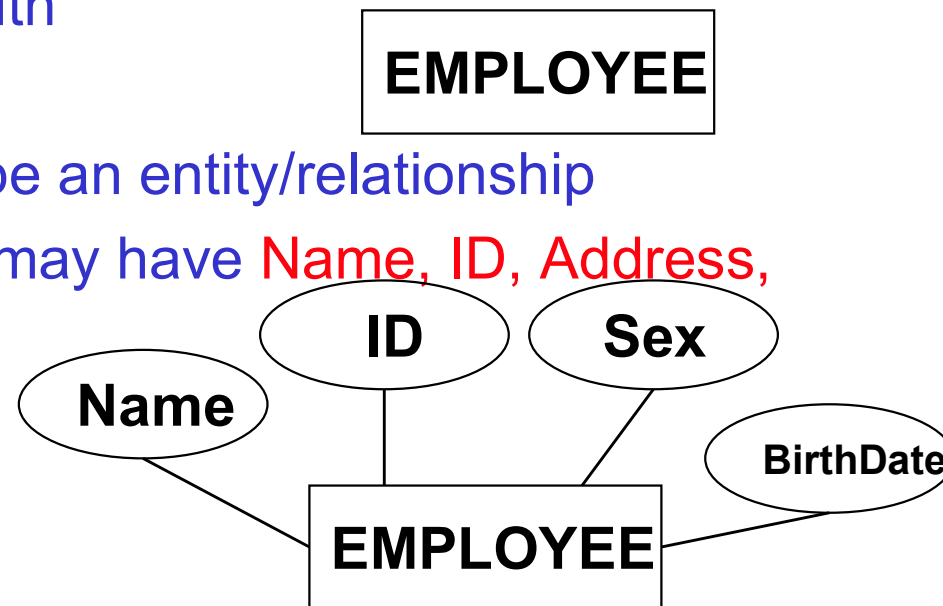 ith
EMPLOYEE
be an entity/relationship
may have Name, ID, Address,
ID
Sex
Name
BirthDate
EMPLOYEE